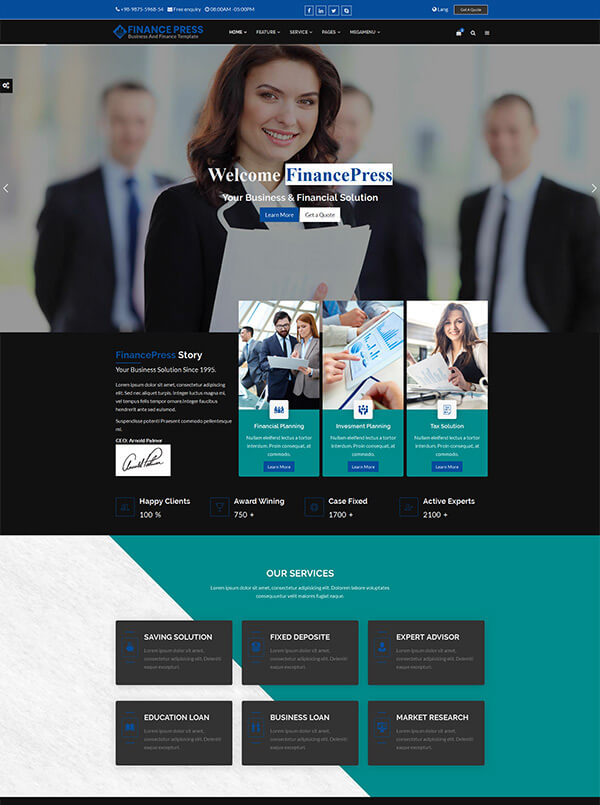 +98-9875-5968-54 Free enquiry 08:00AM -05:00PM
Lang Get A Quote
FINANCE PRESS
Business And Finance Template
HOME FEATURE SERVICE PAGES MEGAMENU
Welcome FinancePress
Your Business & Financial Solution
Learn More Get a Quote
FinancePress Story
Your Business Solution Since 1995.
Lorem ipsum dolor sit amet, consectetur adipiscing
elit. Sed nec aliquet turpis. Integer luctus magna mi,
vel tempus felis tempor ornare.Integer faucibus
hendrerit ante sed euismod.
Suspendisse potenti Praesent commodo pellentesque
mi.
CEO: Arnold Palmer
Arnold Palmer
Financial Planning
Nullam eleifend lectus a tortor
interdum. Proin consequat, at
commodo.
Learn More
Invesment Planning
Nullam eleifend lectus a tortor
interdum. Proin consequat, at
commodo.
Learn More
Tax Solution
Nullam eleifend lectus a tortor
interdum. Proin consequat, at
commodo.
Learn More
Happy Clients
100 %
Award Wining
750 +
Case Fixed
1700 +
Active Experts
2100 +
OUR SERVICES
Lorem ipsum dolor sit amet, consectetur adipisicing elit. Dolorem voluptates
consequuntur velit maiores fugiat eaque.
SAVING SOLUTION
Lorem ipsum dolor sit amet,
consectetur adipisicing elit. Deleniti
eaque excepturi.
FIXED DEPOSITE
Lorem ipsum dolor sit amet,
consectetur adipisicing elit. Deleniti
eaque excepturi.
EXPERT ADVISOR
Lorem ipsum dolor sit amet,
consectetur adipisicing elit. Deleniti
eaque excepturi.
EDUCATION LOAN
Lorem ipsum dolor sit amet,
consectetur adipisicing elit. Deleniti
eaque excepturi.
BUSINESS LOAN
Lorem ipsum dolor sit amet,
consectetur adipisicing elit. Deleniti
eaque excepturi.
MARKET RESEARCH
Lorem ipsum dolor sit amet,
consectetur adipisicing elit. Deleniti
eaque excepturi.